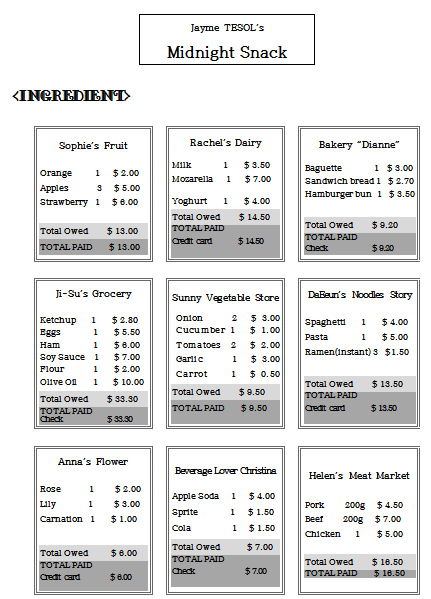 Jayme TESOL's
Midnight Snack
<INGREDIENT>
Sophie's Fruit
Orange 1 $ 2.00
Apples 3 $ 5.00
Strawberry 1 $ 6.00
Total Owed $ 13.00
TOTAL PAID $ 13.00
Rachel's Dairy
Milk 1 $ 3.50
Mozarella 1 $ 7.00
Yoghurt 1 $ 4.00
Total Owed $ 14.50
TOTAL PAID
Credit card $ 14.50
Bakery "Dianne"
Baguette 1 $ 3.00
Sandwich bread 1 $ 2.70
Hamburger bun 1 $ 3.50
Total Owed $ 9.20
TOTAL PAID
Check $ 9.20
Ji-Su's Grocery
Ketchup 1 $ 2.80
Eggs 1 $ 5.50
Ham 1 $ 6.00
Soy Sauce 1 $ 7.00
Flour 1 $ 2.00
Olive Oil 1 $ 10.00
Total Owed $ 33.30
TOTAL PAID
Check $ 33.30
Sunny Vegetable Store
Onion 2 $ 3.00
Cucumber 1 $ 1.00
Tomatoes 2 $ 2.00
Garlic 1 $ 3.00
Carrot 1 $ 0.50
Total Owed $ 9.50
TOTAL PAID $ 9.50
DaEun's Noodles Story
Spaghetti 1 $ 4.00
Pasta 1 $ 5.00
Ramen(instant) 3 $1.50
Total Owed $ 13.50
TOTAL PAID
Credit card $ 13.50
Anna's Flower
Rose 1 $ 2.00
Lily 1 $ 3.00
Carnation 1 $ 1.00
Total Owed $ 6.00
TOTAL PAID
Credit card $ 6.00
Beverage Lover Christina
Apple Soda 1 $ 4.00
Sprite 1 $ 1.50
Cola 1 $ 1.50
Total Owed $ 7.00
TOTAL PAID
Check $ 7.00
Helen's Meat Market
Pork 200g $ 4.50
Beef 200g $ 7.00
Chicken 1 $ 5.00
Total Owed $ 16.50
TOTAL PAID $ 16.50